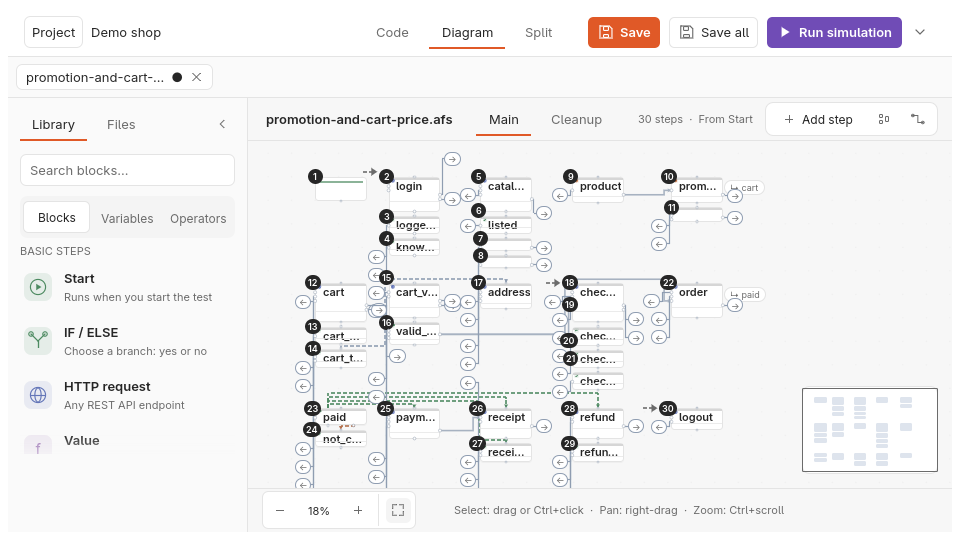 Project Demo shop Code Diagram Split Save Save all Run simulation
promotion-and-cart-...
Library Files
promotion-and-cart-price.afs Main Cleanup 30 steps · From Start Add step
Search blocks...
Blocks Variables Operators
BASIC STEPS
Start
Runs when you start the test
IF / ELSE
Choose a branch: yes or no
HTTP request
Any REST API endpoint
Value
1
2 login
3 logge...
4 know...
5 catal...
6 listed
7
8
9 product
10 prom... cart
11
12 cart
13 cart_...
14 cart_t...
15 cart_v...
16 valid_...
17 address
18 chec...
19
20 chec...
21 chec...
chec...
22 order paid
23 paid
24 not_c...
25 paym...
26 receipt
27 recei...
28 refund
29 refun...
30 logout
18%
Select: drag or Ctrl+click · Pan: right-drag · Zoom: Ctrl+scroll